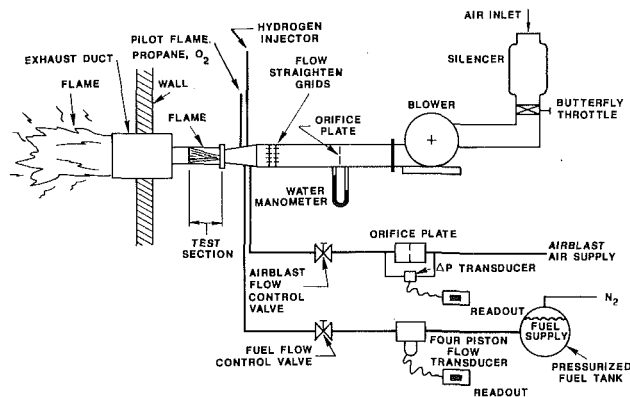 AIR INLET
HYDROGEN
INJECTOR
PILOT FLAME,
PROPANE, O2
SILENCER
EXHAUST DUCT
FLOW
STRAIGHTEN
GRIDS
FLAME
WALL
BLOWER
BUTTERFLY
THROTTLE
FLAME
ORIFICE
PLATE
WATER
MANOMETER
TEST
SECTION
ORIFICE PLATE
AIRBLAST
AIR SUPPLY
AIRBLAST
FLOW
CONTROL
VALVE
ΔP TRANSDUCER
READOUT
N2
FUEL
SUPPLY
FUEL FLOW
CONTROL VALVE
FOUR PISTON
FLOW
TRANSDUCER
PRESSURIZED
FUEL TANK
READOUT